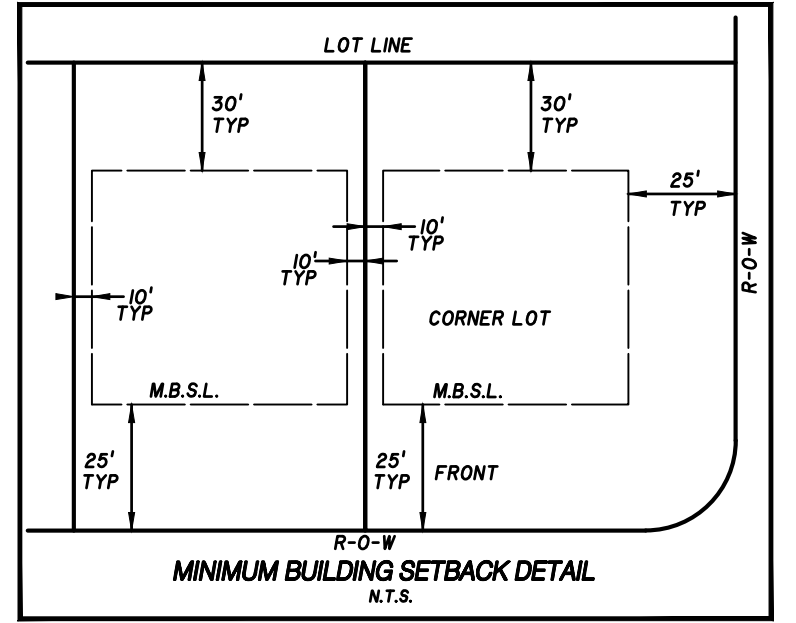 LOT LINE
30'
TYP
30'
TYP
25'
TYP
10'
TYP
10'
TYP
10'
TYP
R-O-W
CORNER LOT
M.B.S.L.
M.B.S.L.
25'
TYP
25'
TYP
FRONT
R-O-W
MINIMUM BUILDING SETBACK DETAIL
N.T.S.